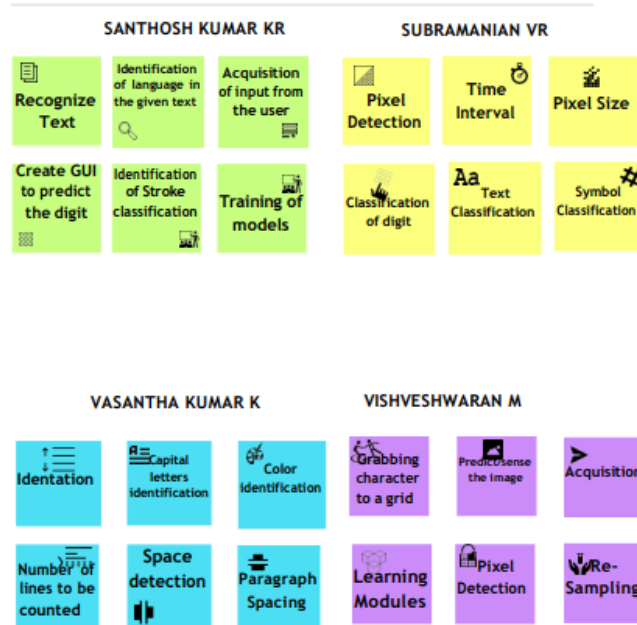 SANTHOSH KUMAR KR
Recognize
Text
Identification
of language in
the given text
Acquisition
of input from
the user
Create GUI
to predict
the digit
Identification
of Stroke
classification
Training of
models
SUBRAMANIAN VR
Pixel
Detection
Time
Interval
Pixel Size
Classification
of digit
Aa
Text
Classification
Symbol
Classification
VASANTHA KUMAR K
Identation
Capital
letters
identification
Color
identification
Number of
lines to be
counted
Space
detection
Paragraph
Spacing
VISHVESHWARAN M
Grabbing
character
to a grid
Predict/sense
the image
Acquisition
Learning
Modules
Pixel
Detection
Re-
Sampling